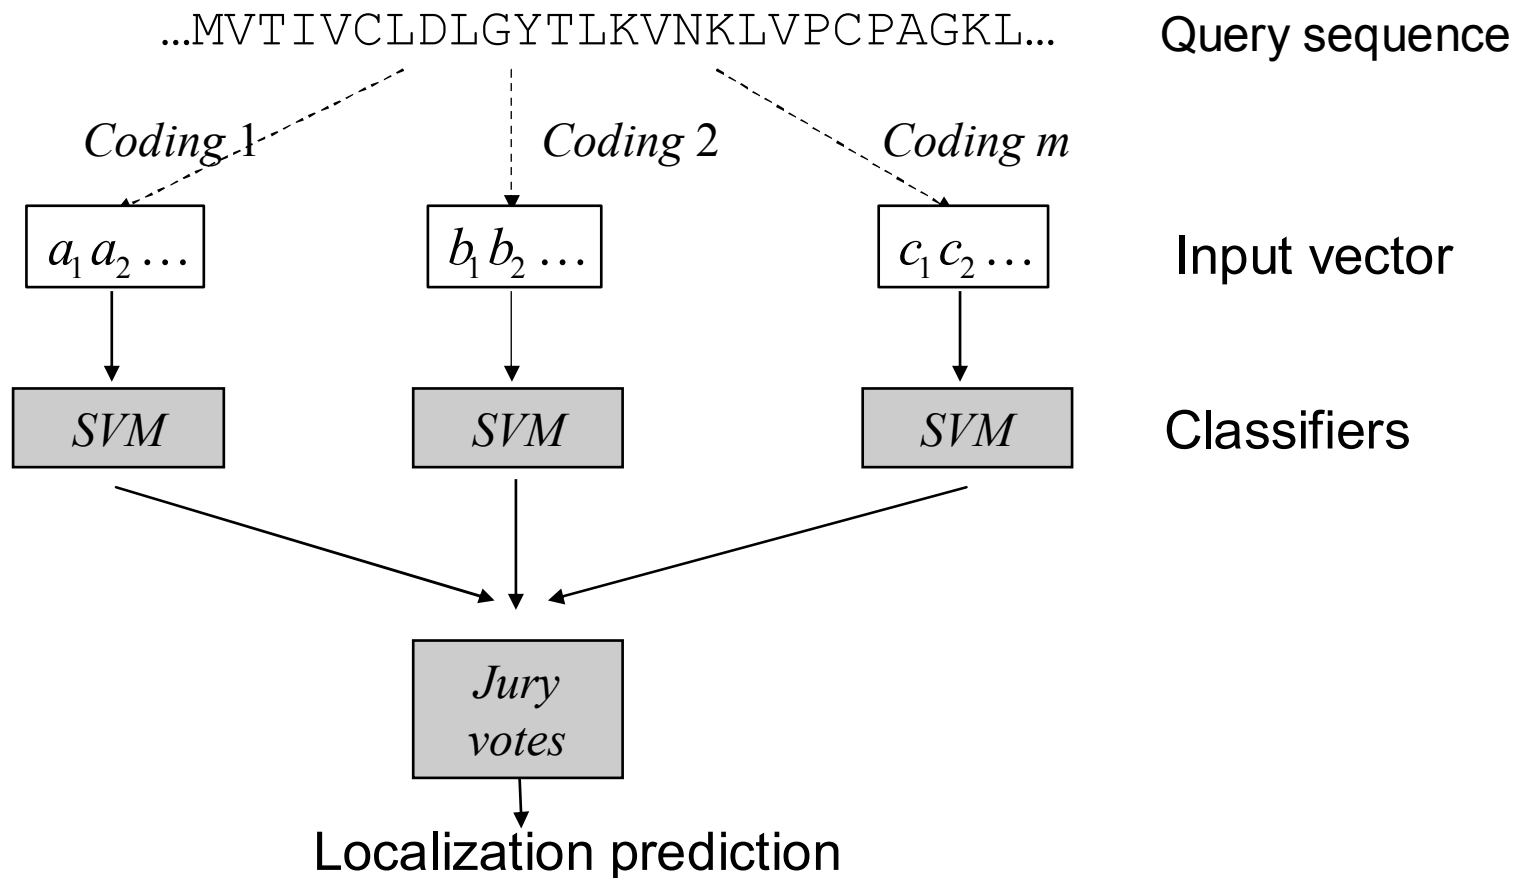 ...MVTIVCLDLGYTLKVNKLVPCPAGKL... Query sequence
Coding 1 Coding 2 Coding m
a₁ a₂ ... b₁ b₂ ... c₁ c₂ ... Input vector
SVM SVM SVM Classifiers
Jury
votes
Localization prediction